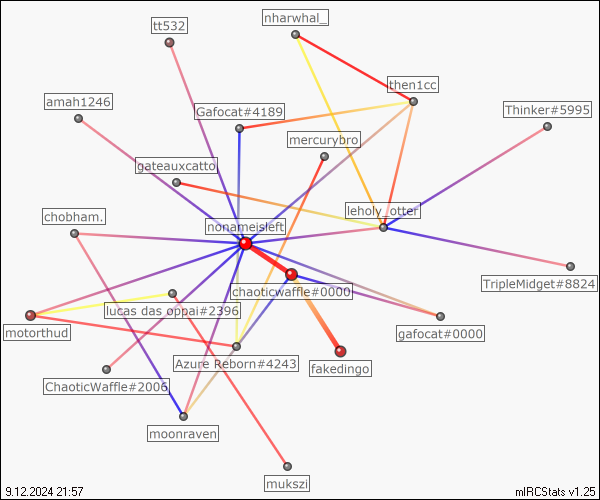 nharwhal_
tt532
then1cc
amah1246
Gafocat#4189
Thinker#5995
mercurybro
gateauxcatto
leholy_otter
chobham.
nonameisleft
TripleMidget#8824
chaoticwaffle#0000
lucas das oppai#2396
motorthud
gafocat#0000
Azure Reborn#4243
fakedingo
ChaoticWaffle#2006
moonraven
mukszi
9.12.2024 21:57
mIRCStats v1.25